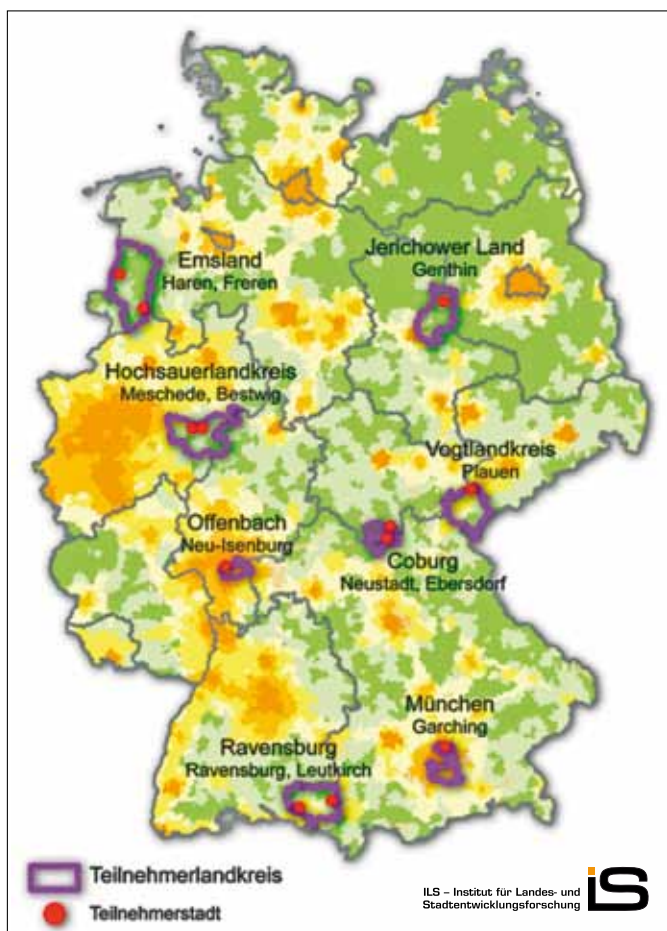 Emsland
Haren, Freren
Jerichower Land
Genthin
Hochsauerlandkreis
Meschede, Bestwig
Vogtlandkreis
Plauen
Offenbach
Neu-Isenburg
Coburg
Neustadt, Ebersdorf
München
Garching
Ravensburg
Ravensburg, Leutkirch
Teilnehmerlandkreis
Teilnehmerstadt
ILS – Institut für Landes- und
Stadtentwicklungsforschung
iLS